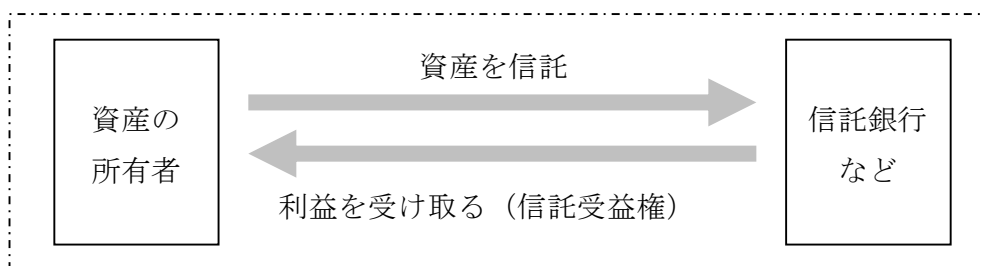 資産を信託
資産の
所有者
信託銀行
など
利益を受け取る（信託受益権）